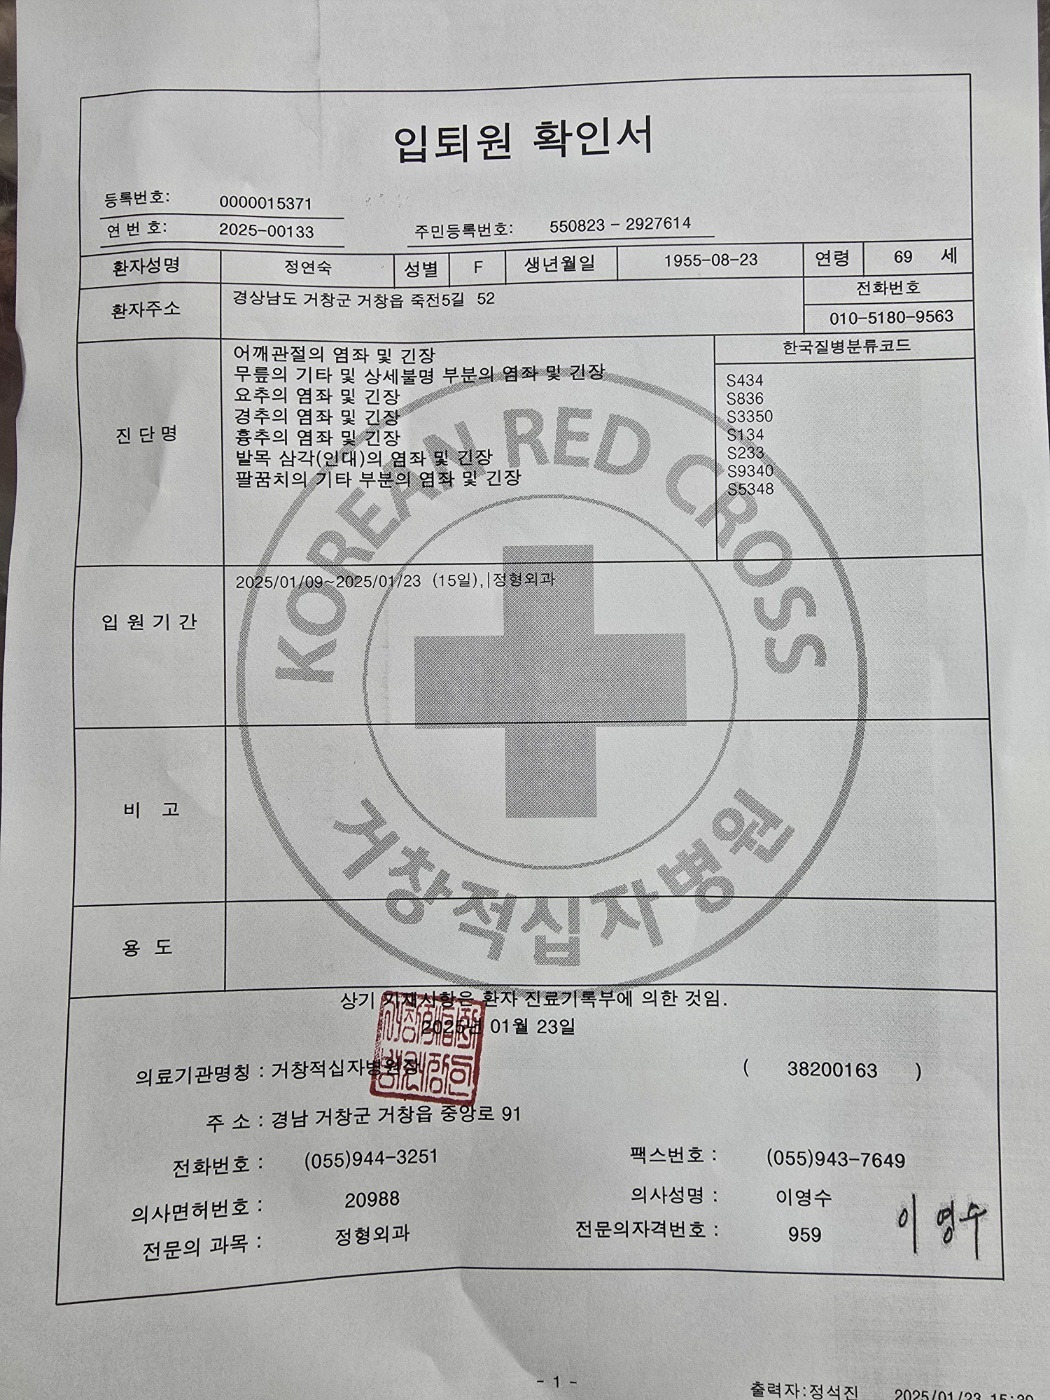 입퇴원 확인서
등록번호: 0000015371
연 번 호: 2025-00133 주민등록번호: 550823 - 2927614
환자성명 정연숙 성별 F 생년월일 1955-08-23 연령 69 세
환자주소 경상남도 거창군 거창읍 죽전5길 52 전화번호
010-5180-9563
진 단 명 한국질병분류코드
어깨관절의 염좌 및 긴장 S434
무릎의 기타 및 상세불명 부분의 염좌 및 긴장 S836
요추의 염좌 및 긴장 S3350
경추의 염좌 및 긴장 S134
흉추의 염좌 및 긴장 S233
발목 삼각(인대)의 염좌 및 긴장 S9340
팔꿈치의 기타 부분의 염좌 및 긴장 S5348
KOREAN RED CROSS
입 원 기 간 2025/01/09~2025/01/23 (15일),|정형외과
비 고
거창적십자병원
용 도
상기 기재사항은 환자 진료기록부에 의한 것임.
2025년 01월 23일
의료기관명칭 : 거창적십자병원장 ( 38200163 )
주 소 : 경남 거창군 거창읍 중앙로 91
전화번호 : (055)944-3251 팩스번호 : (055)943-7649
의사면허번호 : 20988 의사성명 : 이영수 이영수
전문의 과목 : 정형외과 전문의자격번호 : 959
- 1 -
출력자:정석진 2025/01/23